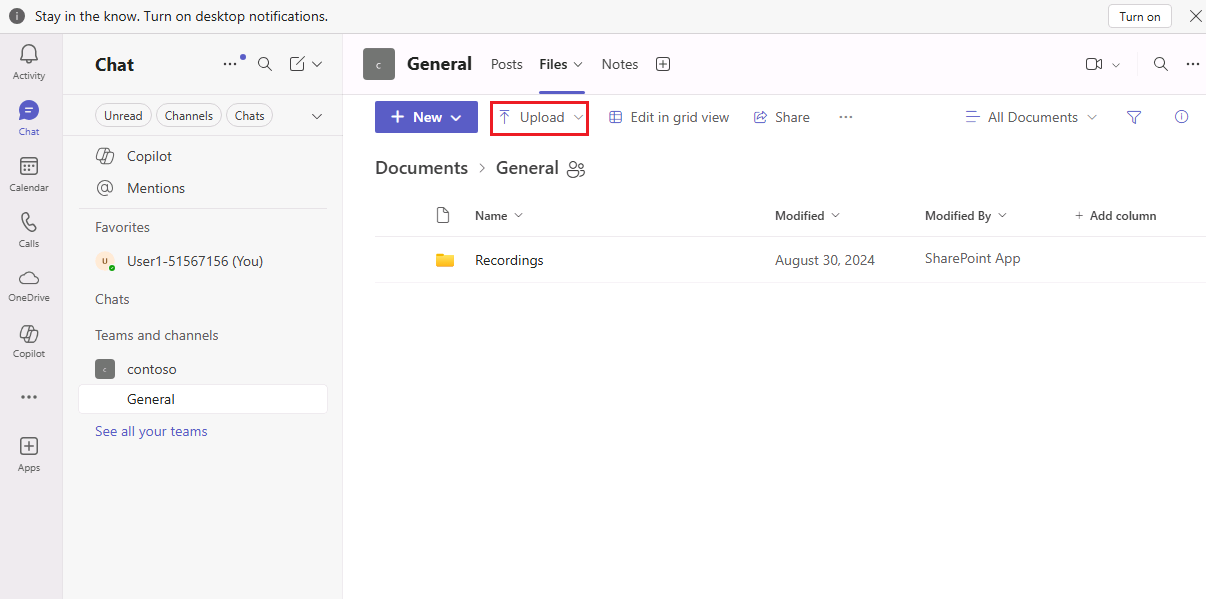 Stay in the know. Turn on desktop notifications.
Turn on
Activity
Chat
Calendar
Calls
OneDrive
Copilot
Apps
Chat
Unread
Channels
Chats
Copilot
Mentions
Favorites
U
User1-51567156 (You)
Chats
Teams and channels
c
contoso
General
See all your teams
c
General
Posts
Files
Notes
+ New
Upload
Edit in grid view
Share
All Documents
Documents > General
Name
Modified
Modified By
+ Add column
Recordings
August 30, 2024
SharePoint App